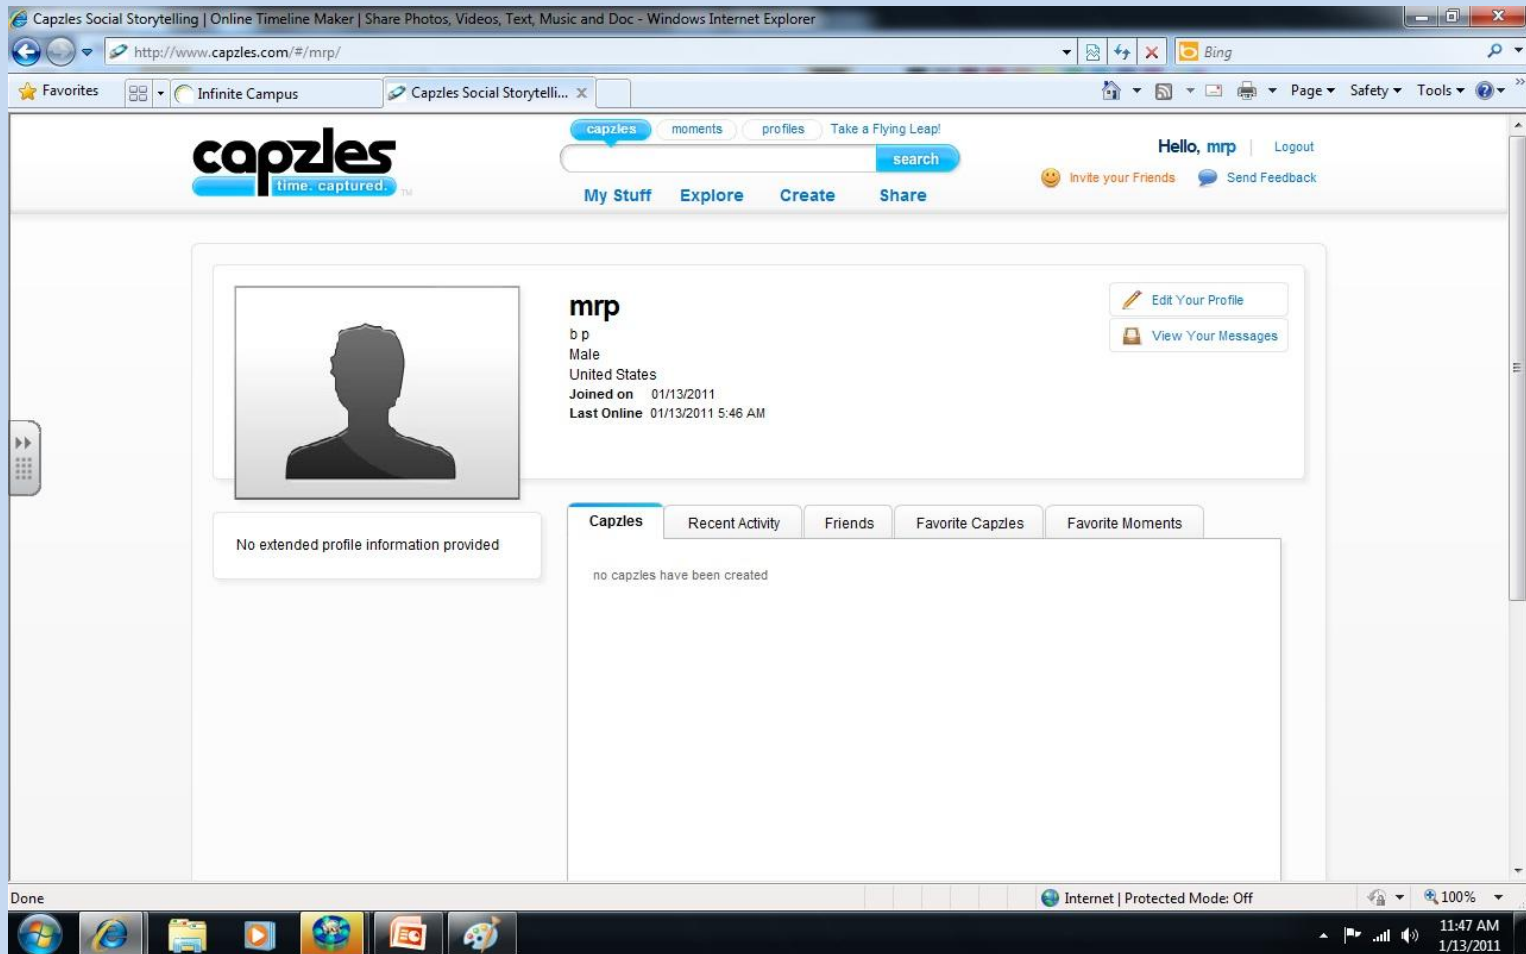 Capzles Social Storytelling | Online Timeline Maker | Share Photos, Videos, Text, Music and Doc - Windows Internet Explorer
http://www.capzles.com/#/mrp/
Bing
Favorites
Infinite Campus
Capzles Social Storytelli...
Page
Safety
Tools
capzles
time. captured.
TM
capzles
moments
profiles
Take a Flying Leap!
search
My Stuff
Explore
Create
Share
Hello, mrp
Logout
Invite your Friends
Send Feedback
mrp
b p
Male
United States
Joined on 01/13/2011
Last Online 01/13/2011 5:46 AM
Edit Your Profile
View Your Messages
No extended profile information provided
Capzles
Recent Activity
Friends
Favorite Capzles
Favorite Moments
no capzles have been created
Done
Internet | Protected Mode: Off
100%
11:47 AM
1/13/2011